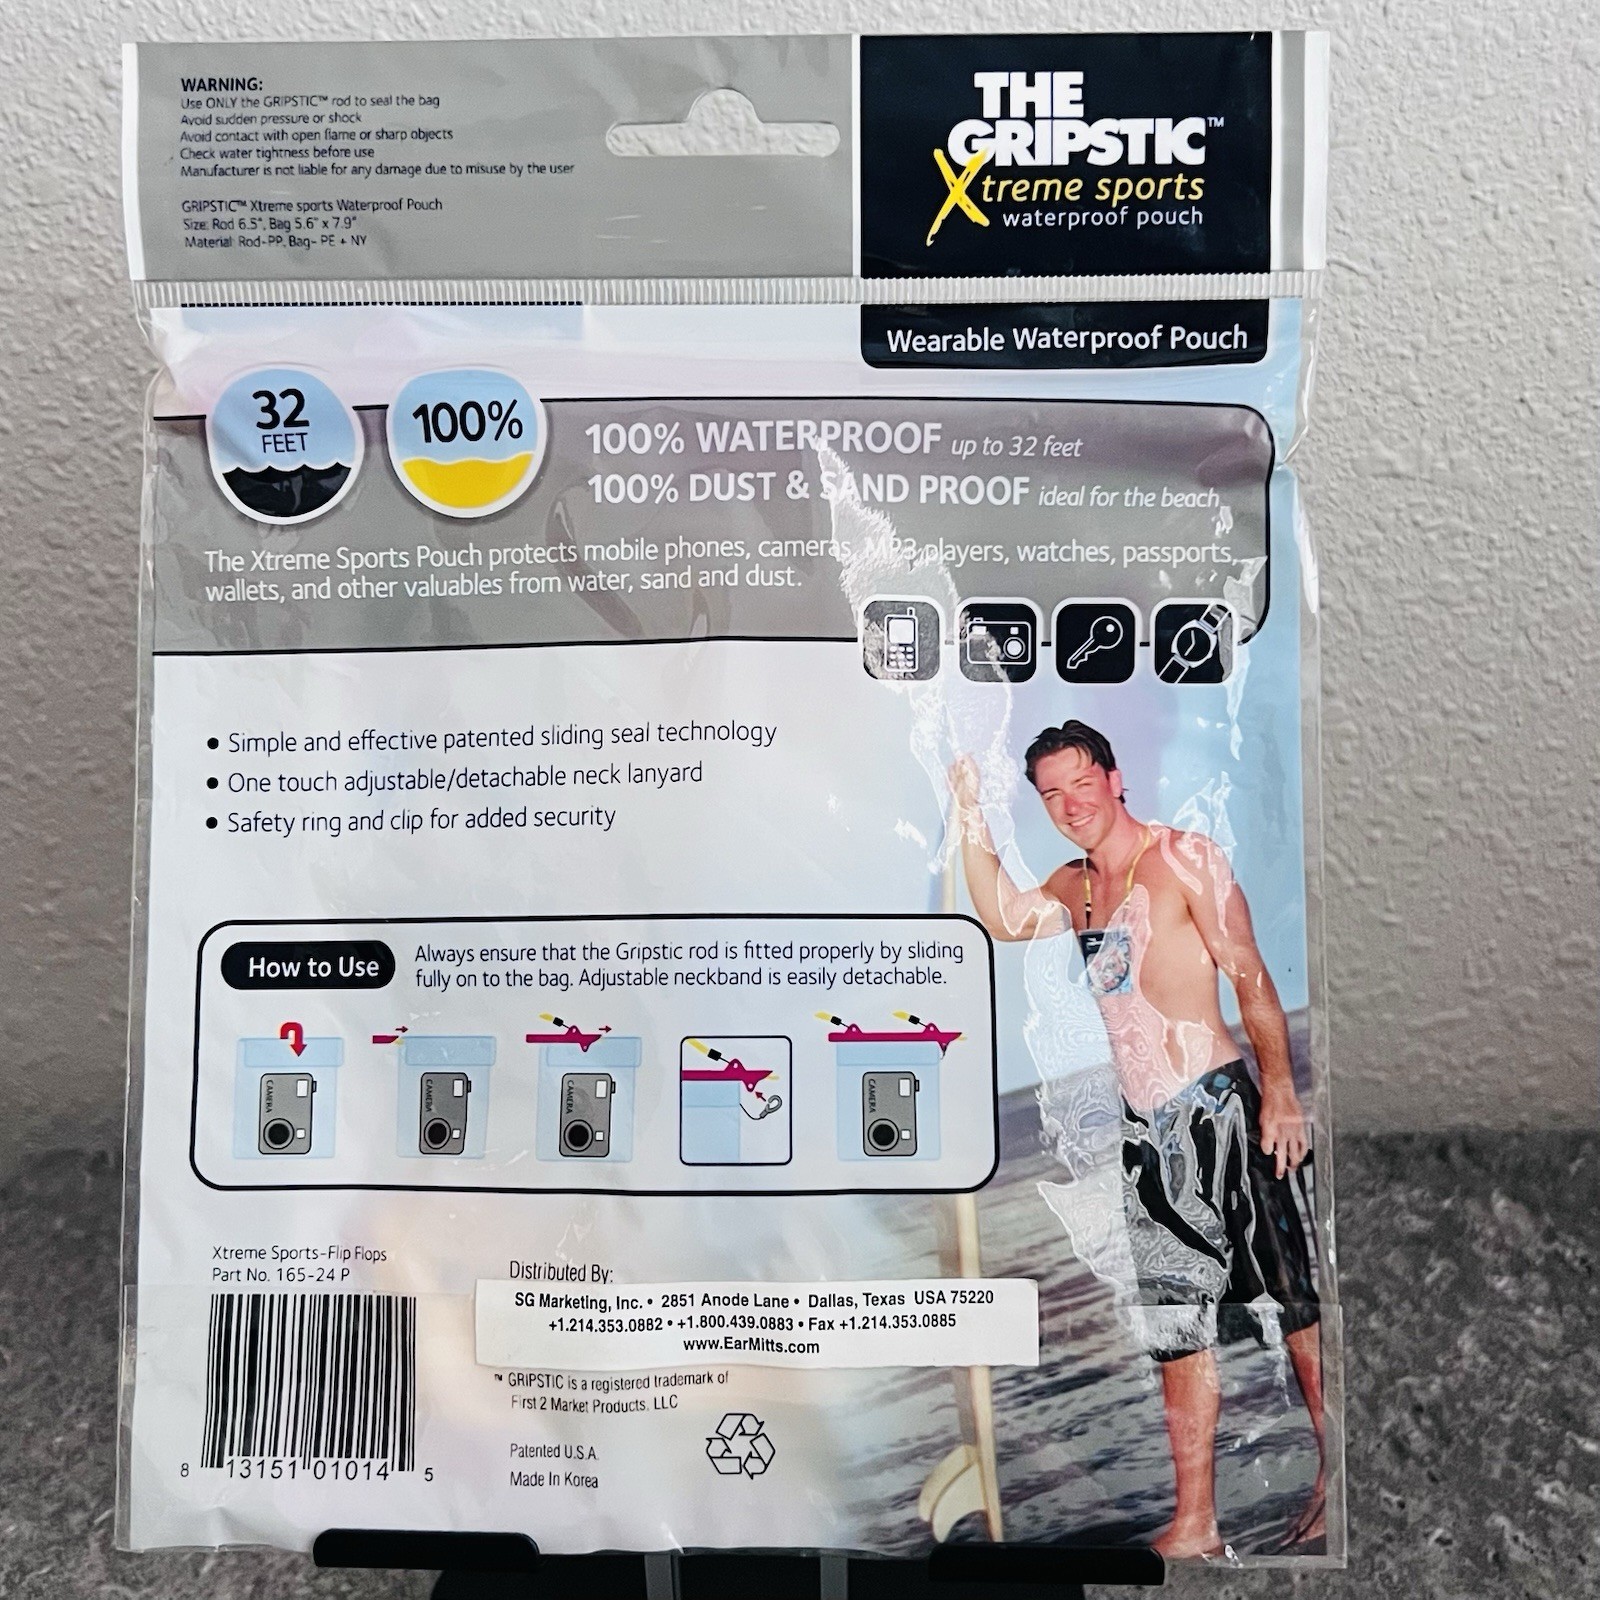 WARNING:
Use ONLY the GRIPSTIC™ rod to seal the bag
Avoid sudden pressure or shock
Avoid contact with open flame or sharp objects
Check water tightness before use
Manufacturer is not liable for any damage due to misuse by the user
GRIPSTIC™ Xtreme sports Waterproof Pouch
Size: Rod 6.5", Bag 5.6" x 7.9"
Material: Rod-PP, Bag- PE + NY
THE
GRIPSTIC™
Xtreme sports
waterproof pouch
Wearable Waterproof Pouch
32
FEET
100%
100% WATERPROOF up to 32 feet
100% DUST & SAND PROOF ideal for the beach
The Xtreme Sports Pouch protects mobile phones, cameras, MP3 players, watches, passports,
wallets, and other valuables from water, sand and dust.
• Simple and effective patented sliding seal technology
• One touch adjustable/detachable neck lanyard
• Safety ring and clip for added security
How to Use
Always ensure that the Gripstic rod is fitted properly by sliding
fully on to the bag. Adjustable neckband is easily detachable.
CAMERA
CAMERA
CAMERA
CAMERA
Xtreme Sports-Flip Flops
Part No. 165-24 P
8 13151 01014 5
Distributed By:
SG Marketing, Inc. • 2851 Anode Lane • Dallas, Texas USA 75220
+1.214.353.0882 • +1.800.439.0883 • Fax +1.214.353.0885
www.EarMitts.com
™ GRIPSTIC is a registered trademark of
First 2 Market Products, LLC
Patented U.S.A.
Made In Korea